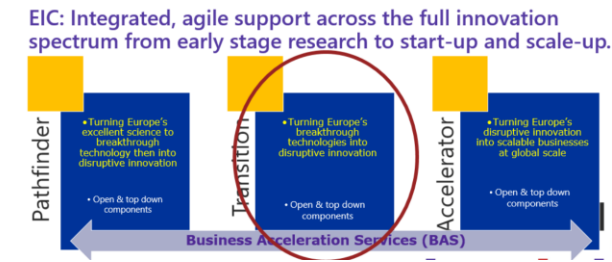 EIC: Integrated, agile support across the full innovation
spectrum from early stage research to start-up and scale-up.
Pathfinder
•Turning Europe's
excellent science to
breakthrough
technology then into
disruptive innovation
• Open & top down
components
Transition
•Turning Europe's
breakthrough
technologies into
disruptive innovation
• Open & top down
components
Accelerator
•Turning Europe's
disruptive innovation
into scalable businesses
at global scale
• Open & top down
components
Business Acceleration Services (BAS)